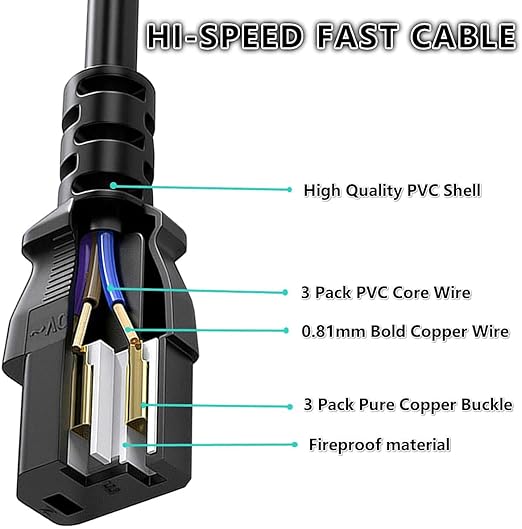 HI-SPEED FAST CABLE
High Quality PVC Shell
3 Pack PVC Core Wire
0.81mm Bold Copper Wire
3 Pack Pure Copper Buckle
Fireproof material